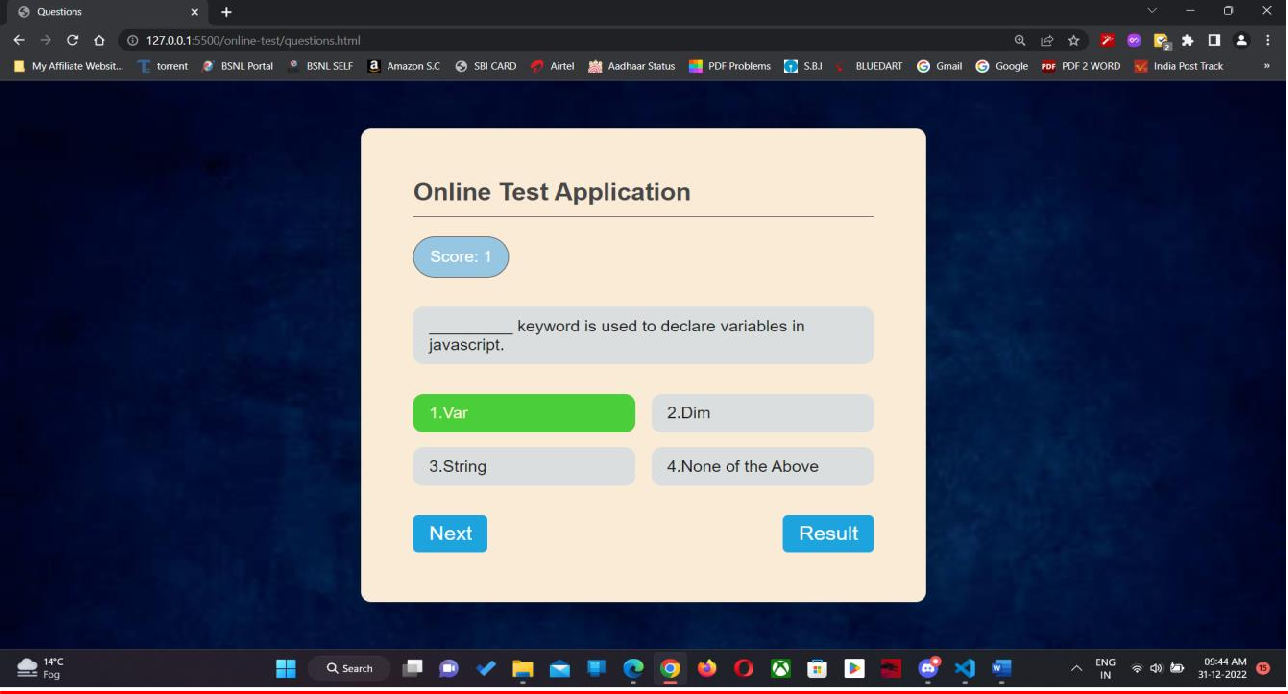 Questions
127.0.0.1:5500/online-test/questions.html
My Affiliate Websit... torrent BSNL Portal BSNL SELF Amazon S.C SBI CARD Airtel Aadhaar Status PDF Problems S.B.I BLUEDART Gmail Google PDF 2 WORD India Post Track »
Online Test Application
Score: 1
__________ keyword is used to declare variables in
javascript.
1.Var 2.Dim
3.String 4.None of the Above
Next Result
14°C
Fog
Search
ENG
IN
09:44 AM
31-12-2022
15